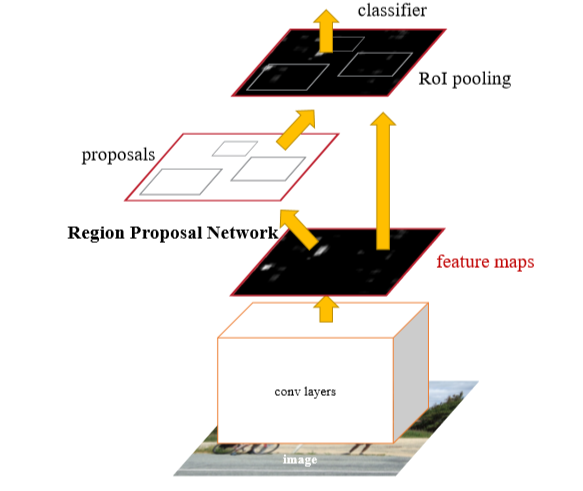 classifier
RoI pooling
proposals
Region Proposal Network
feature maps
conv layers
image